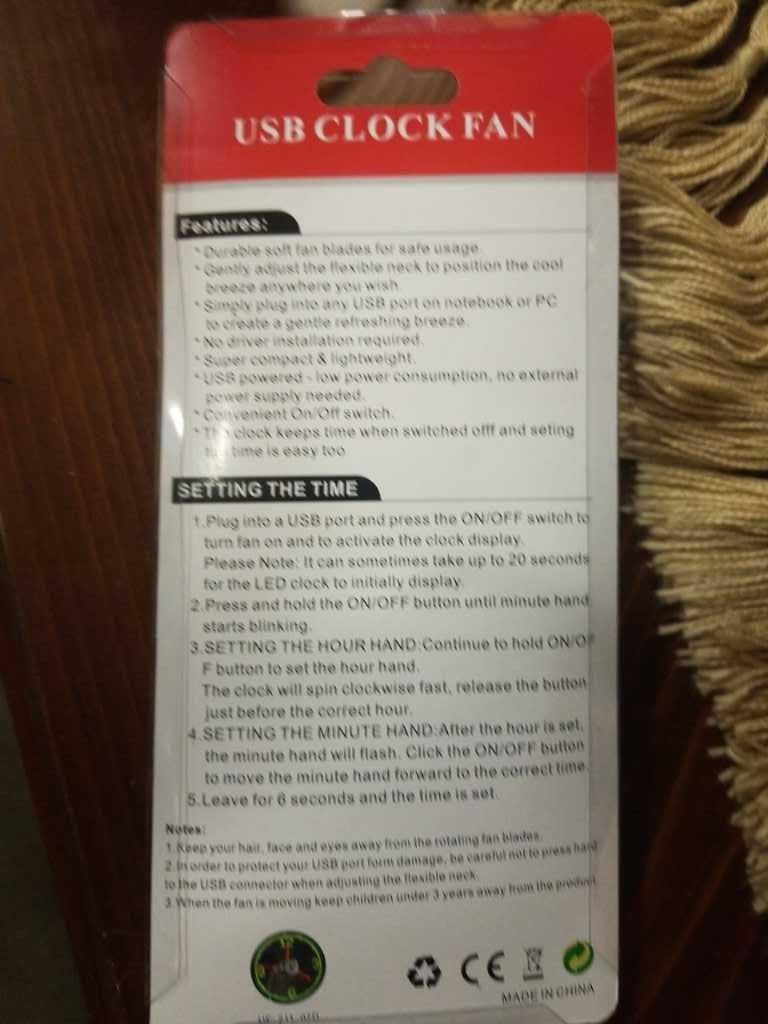 USB CLOCK FAN
Features:
* Durable soft fan blades for safe usage.
* Gently adjust the flexible neck to position the cool
breeze anywhere you wish.
* Simply plug into any USB port on notebook or PC
to create a gentle refreshing breeze.
* No driver installation required.
* Super compact & lightweight.
* USB powered - low power consumption, no external
power supply needed.
* Convenient On/Off switch.
* The clock keeps time when switched offf and seting
the time is easy too
SETTING THE TIME
1.Plug into a USB port and press the ON/OFF switch to
turn fan on and to activate the clock display.
Please Note: It can sometimes take up to 20 seconds
for the LED clock to initially display.
2.Press and hold the ON/OFF button until minute hand
starts blinking.
3.SETTING THE HOUR HAND:Continue to hold ON/OF
F button to set the hour hand.
The clock will spin clockwise fast, release the button
just before the correct hour.
4.SETTING THE MINUTE HAND:After the hour is set,
the minute hand will flash. Click the ON/OFF button
to move the minute hand forward to the correct time.
5.Leave for 6 seconds and the time is set.
Notes:
1.Keep your hair, face and eyes away from the rotating fan blades.
2.In order to protect your USB port form damage, be careful not to press hard
to the USB connector when adjusting the flexible neck.
3.When the fan is moving keep children under 3 years away from the product.
12
CE
MADE IN CHINA